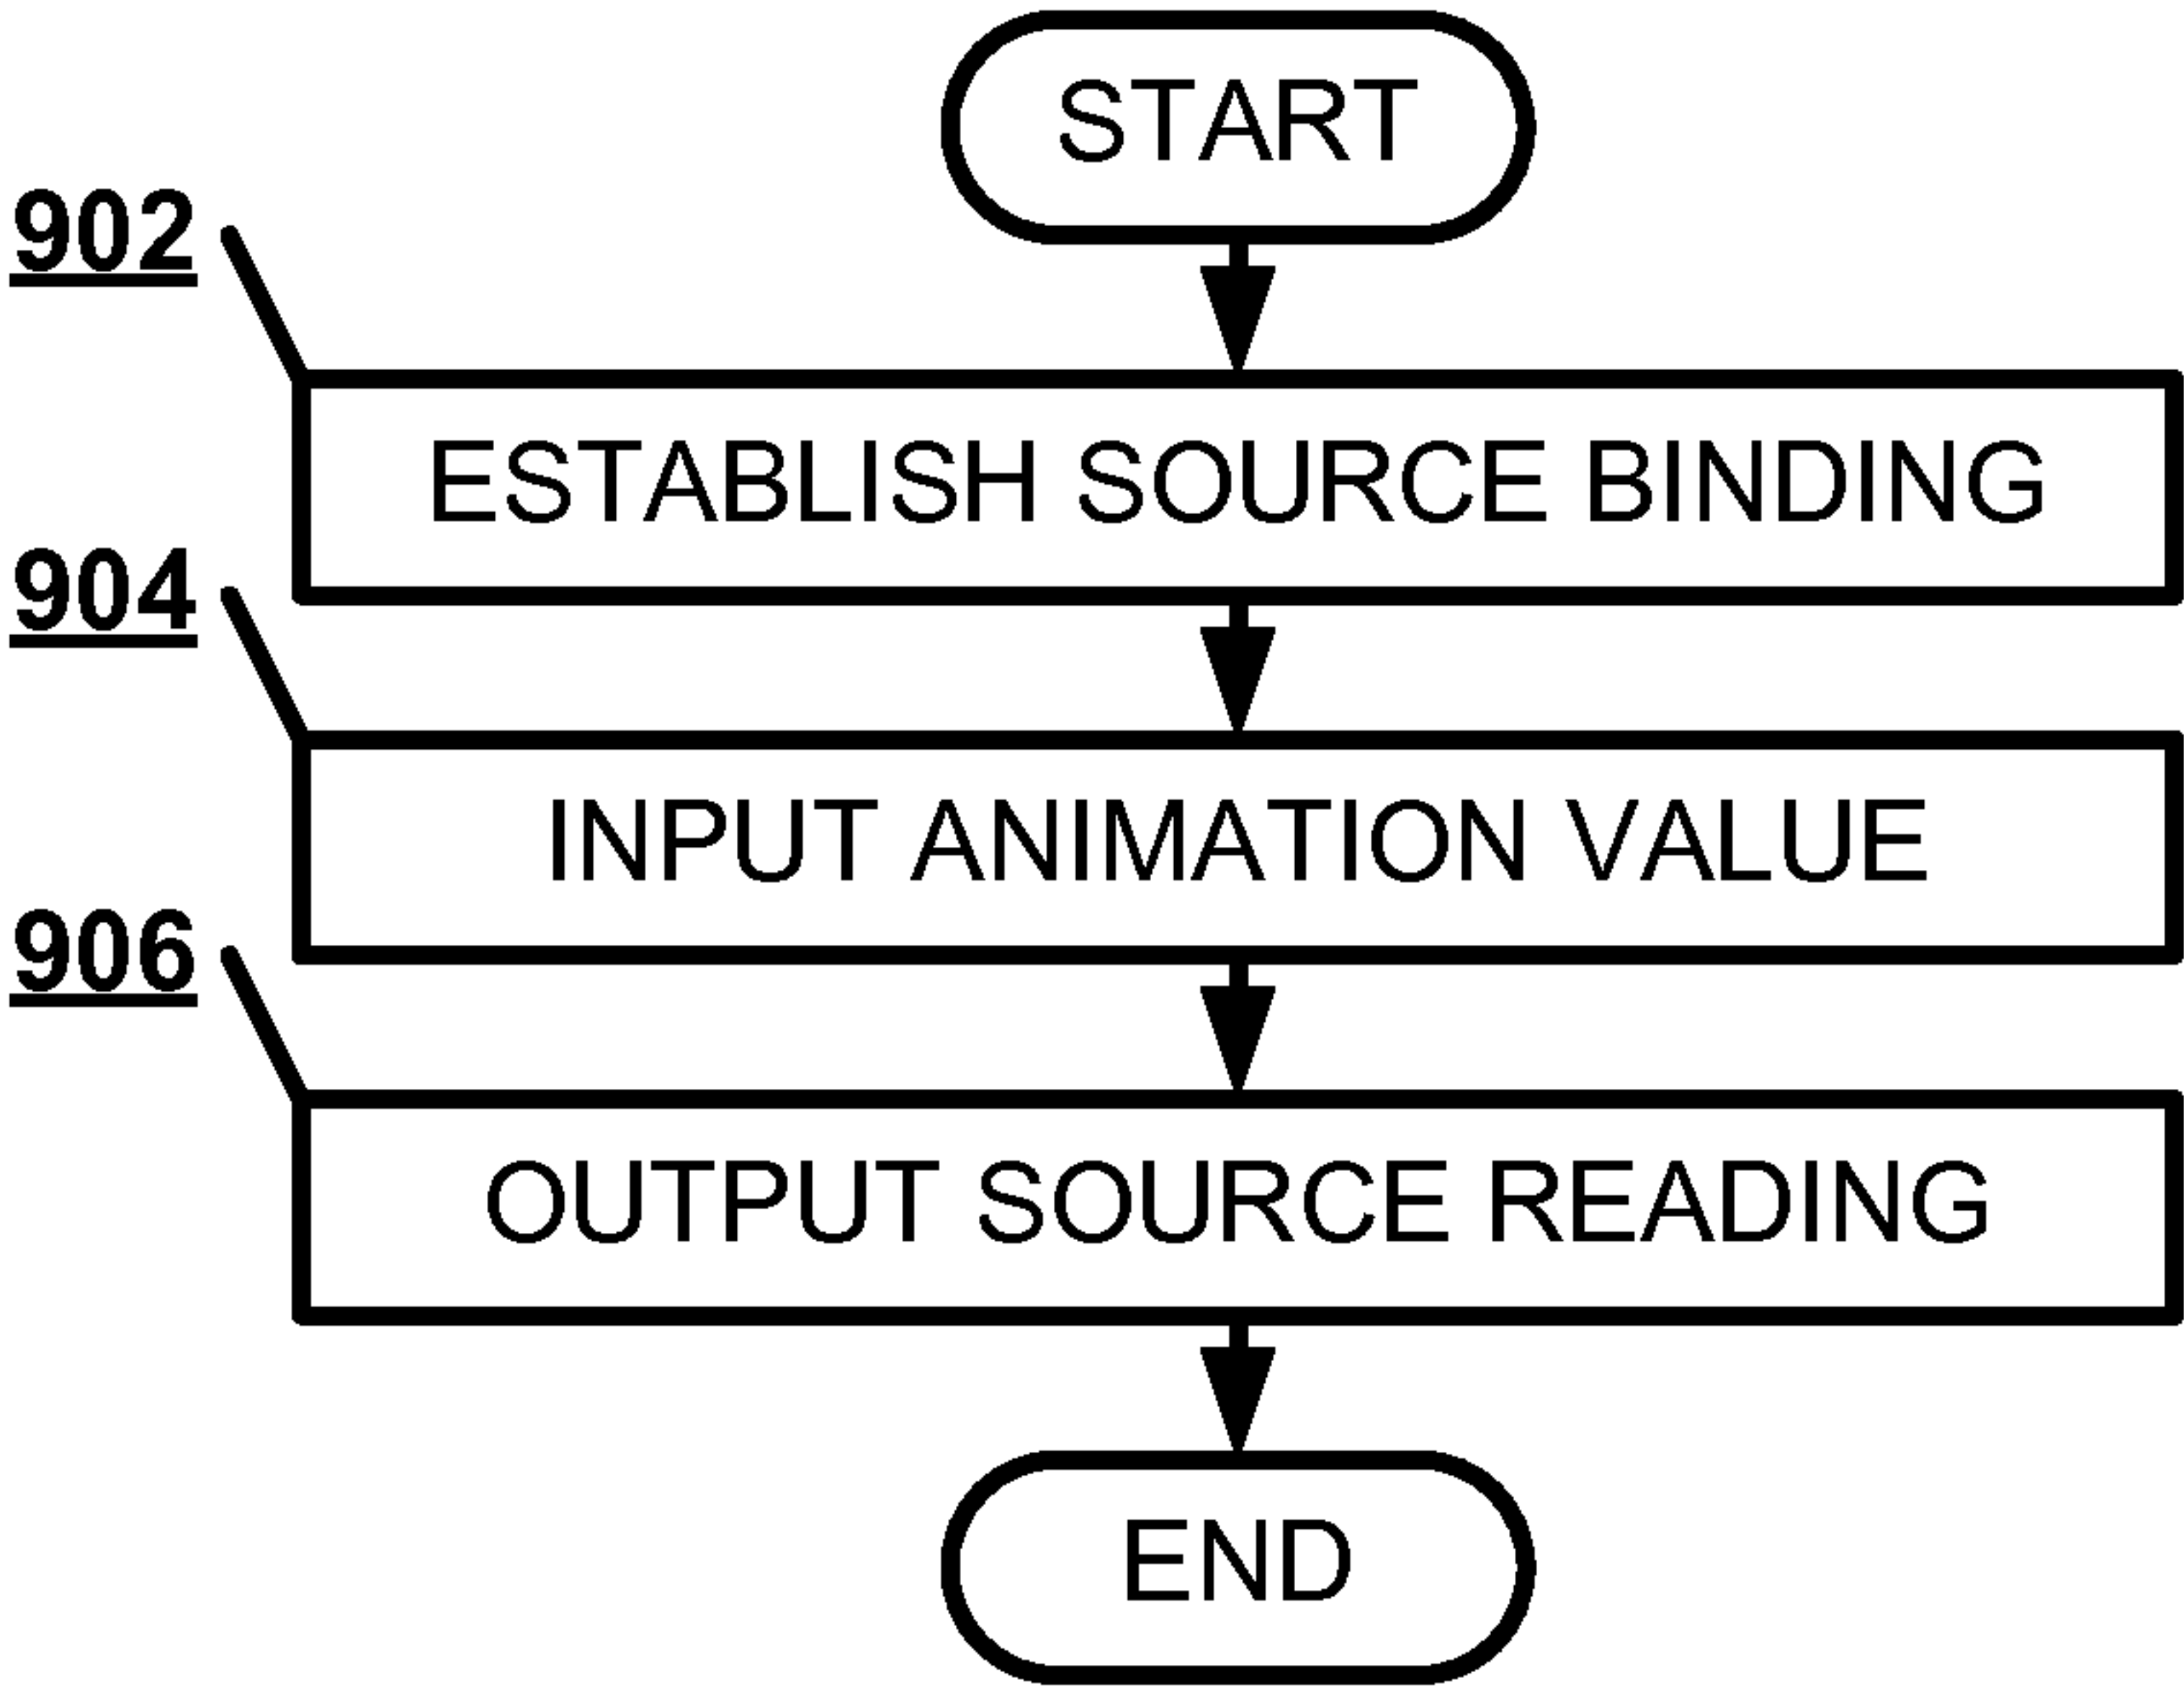 START
902
ESTABLISH SOURCE BINDING
904
INPUT ANIMATION VALUE
906
OUTPUT SOURCE READING
END